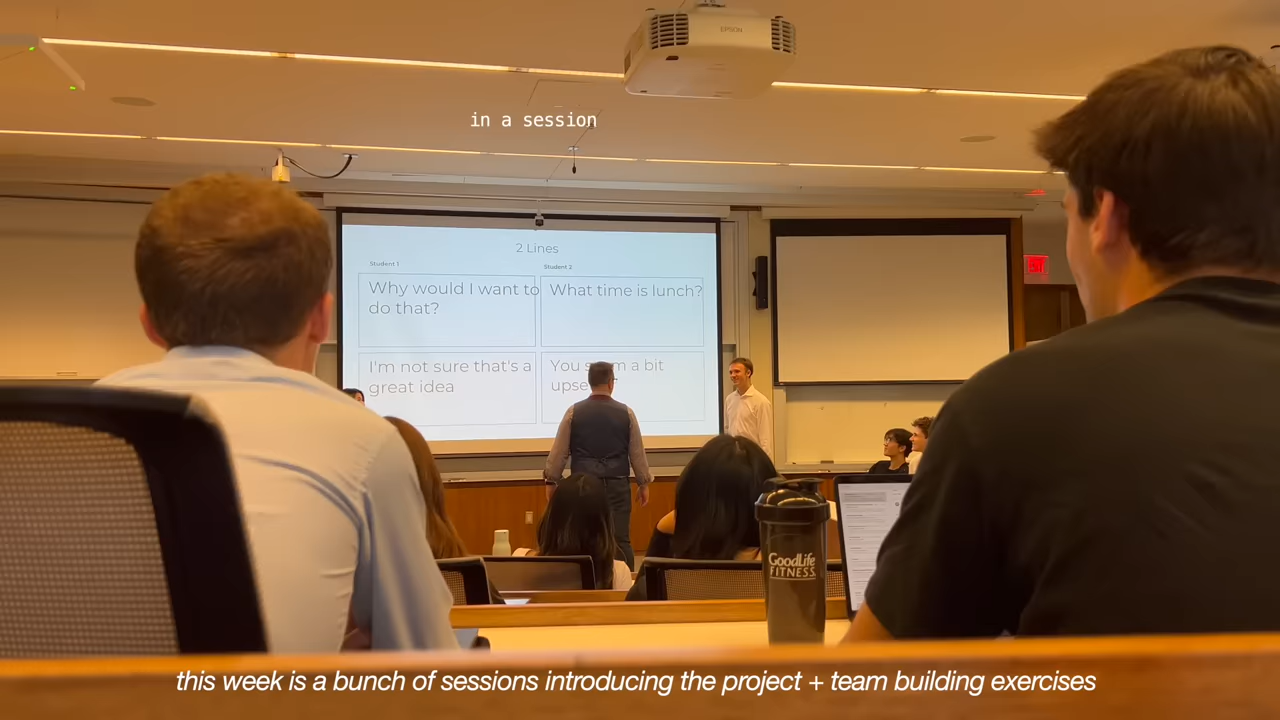 EPSON
in a session
2 Lines
Student 1
Student 2
Why would I want to
do that?
What time is lunch?
I'm not sure that's a
great idea
You
a bit
EXIT
GoodLife
FITNESS
this week is a bunch of sessions introducing the project + team building exercises